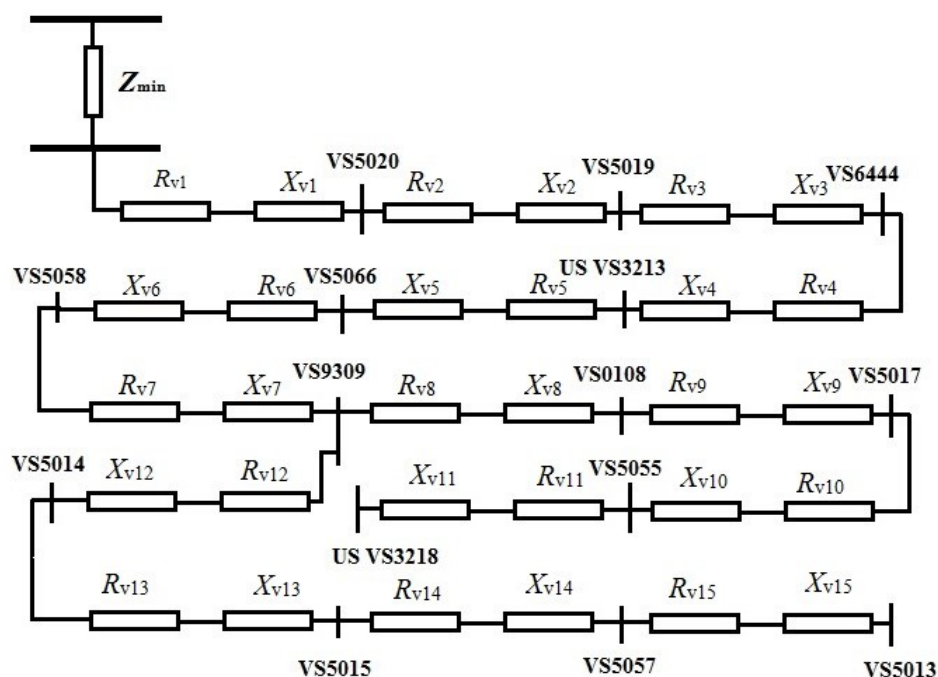 Zmin
Rv1 Xv1 VS5020 Rv2 Xv2 VS5019 Rv3 Xv3 VS6444
VS5058 Xv6 Rv6 VS5066 Xv5 Rv5 US VS3213 Xv4 Rv4
Rv7 Xv7 VS9309 Rv8 Xv8 VS0108 Rv9 Xv9 VS5017
VS5014 Xv12 Rv12 Xv11 Rv11 VS5055 Xv10 Rv10
US VS3218
Rv13 Xv13 Rv14 Xv14 Rv15 Xv15
VS5015 VS5057 VS5013